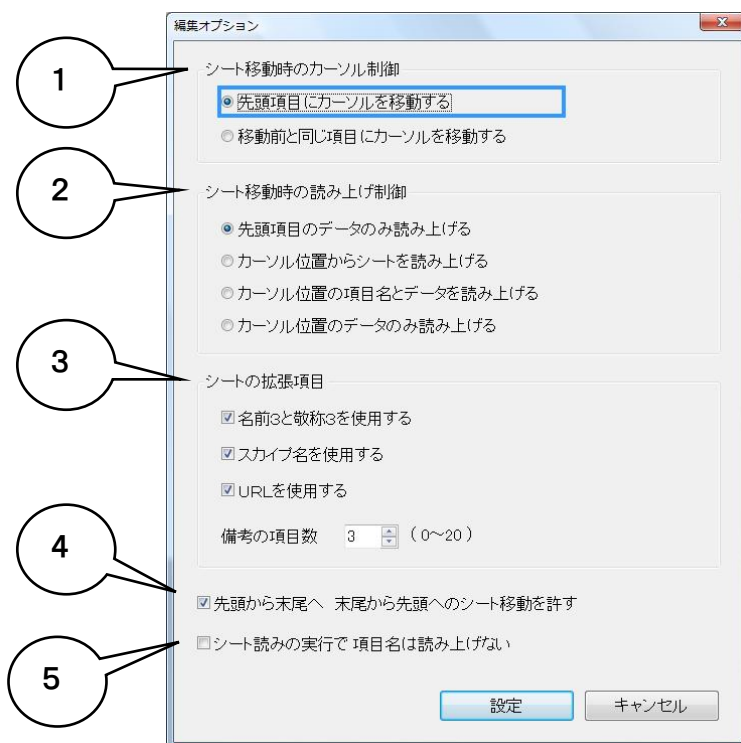 編集オプション
1
シート移動時のカーソル制御
先頭項目にカーソルを移動する
移動前と同じ項目にカーソルを移動する
2
シート移動時の読み上げ制御
先頭項目のデータのみ読み上げる
カーソル位置からシートを読み上げる
カーソル位置の項目名とデータを読み上げる
カーソル位置のデータのみ読み上げる
3
シートの拡張項目
名前3と敬称3を使用する
スカイプ名を使用する
URLを使用する
備考の項目数 3 (0~20)
4
先頭から末尾へ 末尾から先頭へのシート移動を許す
5
シート読みの実行で項目名は読み上げない
設定 キャンセル